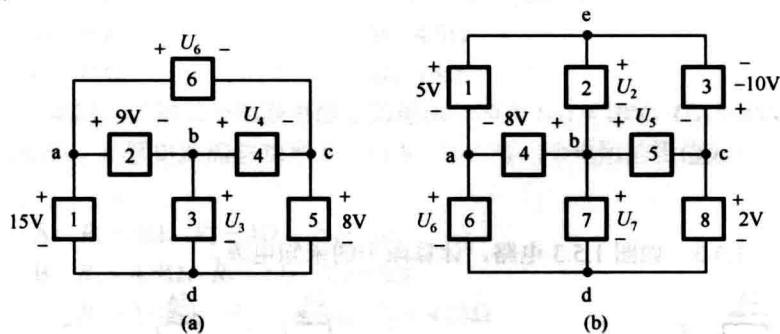 + U₆ −
6
9V U₄
+ − b + −
a 2 4 c
+ + +
15V 1 3 U₃ 5 8V
− − −
d
(a)
e
+ + −
5V 1 2 U₂ 3 −10V
− − +
8V U₅
− + b + −
a 4 5 c
+ + +
U₆ 6 7 U₇ 8 2V
− − −
d
(b)